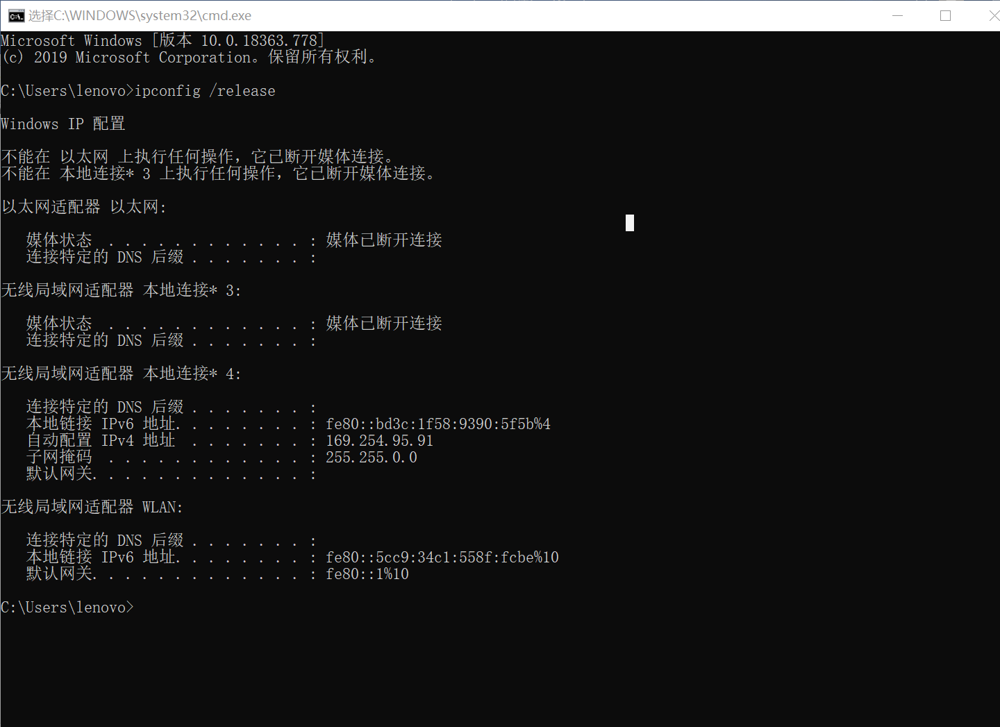 选择C:\WINDOWS\system32\cmd.exe
Microsoft Windows [版本 10.0.18363.778]
(c) 2019 Microsoft Corporation。保留所有权利。
C:\Users\lenovo>ipconfig /release
Windows IP 配置
不能在 以太网 上执行任何操作，它已断开媒体连接。
不能在 本地连接* 3 上执行任何操作，它已断开媒体连接。
以太网适配器 以太网:
媒体状态  . . . . . . . . . . . . : 媒体已断开连接
连接特定的 DNS 后缀 . . . . . . . :
无线局域网适配器 本地连接* 3:
媒体状态  . . . . . . . . . . . . : 媒体已断开连接
连接特定的 DNS 后缀 . . . . . . . :
无线局域网适配器 本地连接* 4:
连接特定的 DNS 后缀 . . . . . . . :
本地链接 IPv6 地址. . . . . . . . : fe80::bd3c:1f58:9390:5f5b%4
自动配置 IPv4 地址  . . . . . . . : 169.254.95.91
子网掩码  . . . . . . . . . . . . : 255.255.0.0
默认网关. . . . . . . . . . . . . :
无线局域网适配器 WLAN:
连接特定的 DNS 后缀 . . . . . . . :
本地链接 IPv6 地址. . . . . . . . : fe80::5cc9:34c1:558f:fcbe%10
默认网关. . . . . . . . . . . . . : fe80::1%10
C:\Users\lenovo>